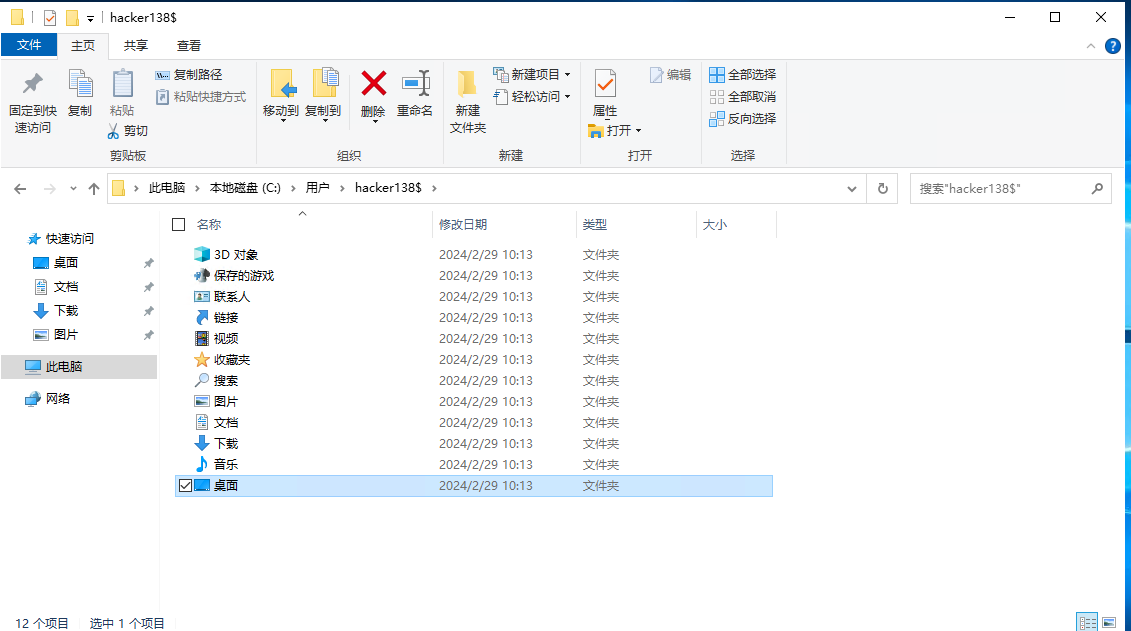 hacker138$
文件 主页 共享 查看
固定到快速访问
复制
粘贴
复制路径
粘贴快捷方式
剪切
剪贴板
移动到 复制到 删除 重命名
组织
新建文件夹
新建项目
轻松访问
新建
属性
打开
编辑
打开
全部选择
全部取消
反向选择
选择
此电脑 本地磁盘 (C:) 用户 hacker138$
搜索"hacker138$"
快速访问
桌面
文档
下载
图片
此电脑
网络
名称 修改日期 类型 大小
3D 对象 2024/2/29 10:13 文件夹
保存的游戏 2024/2/29 10:13 文件夹
联系人 2024/2/29 10:13 文件夹
链接 2024/2/29 10:13 文件夹
视频 2024/2/29 10:13 文件夹
收藏夹 2024/2/29 10:13 文件夹
搜索 2024/2/29 10:13 文件夹
图片 2024/2/29 10:13 文件夹
文档 2024/2/29 10:13 文件夹
下载 2024/2/29 10:13 文件夹
音乐 2024/2/29 10:13 文件夹
桌面 2024/2/29 10:13 文件夹
12 个项目 选中 1 个项目